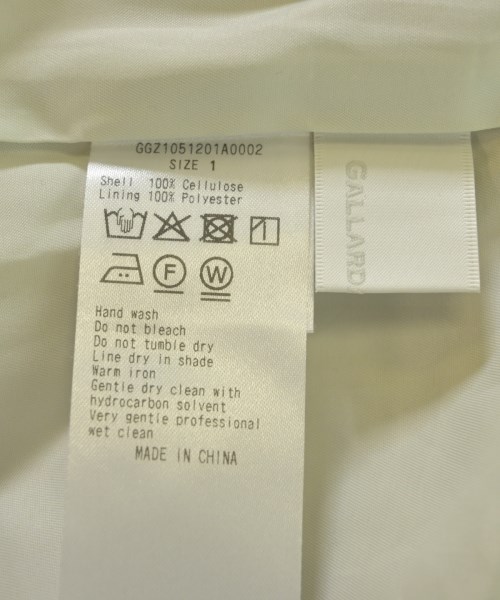 GGZ1051201A0002
SIZE 1
Shell 100% Cellulose
Lining 100% Polyester
F
W
Hand wash
Do not bleach
Do not tumble dry
Line dry in shade
Warm iron
Gentle dry clean with
hydrocarbon solvent
Very gentle professional
wet clean
MADE IN CHINA
GALLARD